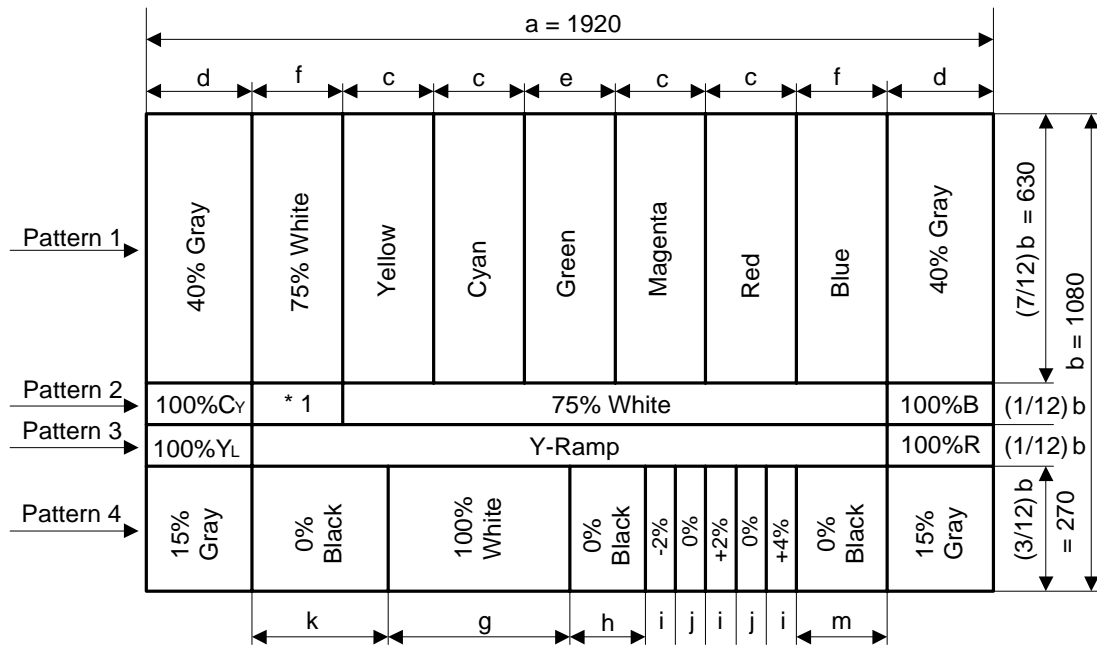 a = 1920
d f c c e c c f d
Pattern 1
40% Gray
75% White
Yellow
Cyan
Green
Magenta
Red
Blue
40% Gray
(7/12) b = 630
b = 1080
Pattern 2
100%CY
* 1
75% White
100%B
(1/12) b
Pattern 3
100%YL
Y-Ramp
100%R
(1/12) b
Pattern 4
15%
Gray
0%
Black
100%
White
0%
Black
-2%
0%
+2%
0%
+4%
0%
Black
15%
Gray
(3/12) b
= 270
k g h i j i j i m